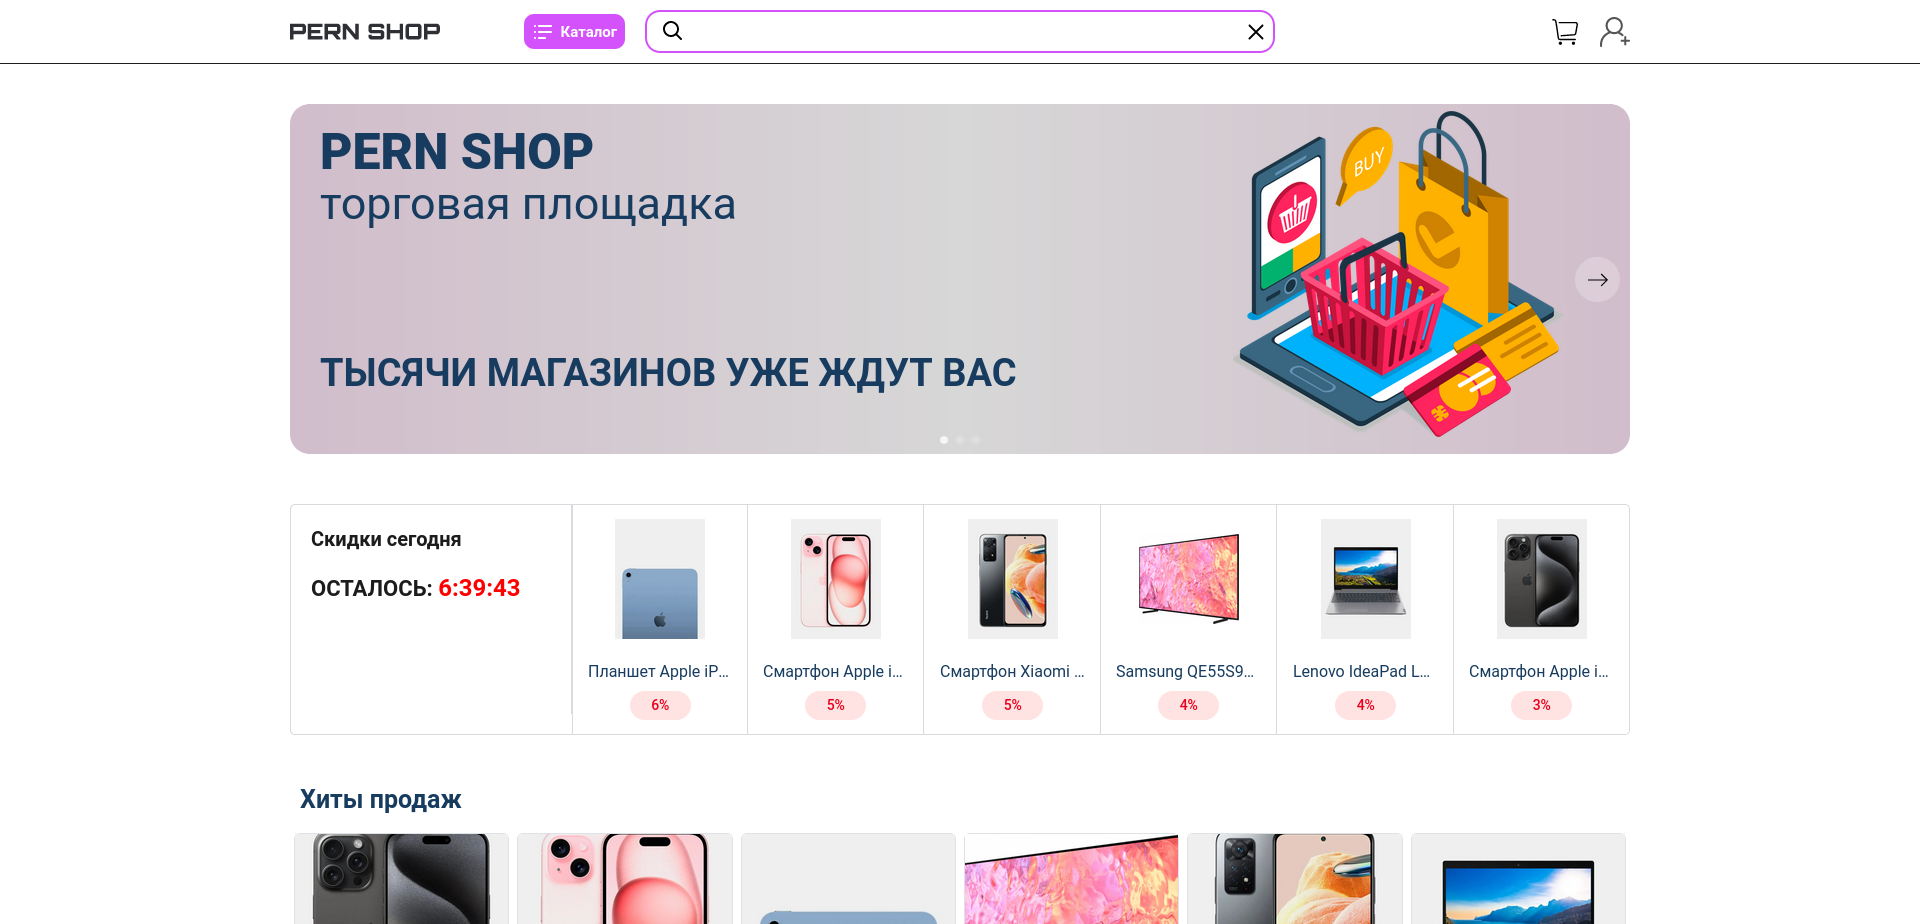 PERN SHOP
Каталог
PERN SHOP
торговая площадка
BUY
ТЫСЯЧИ МАГАЗИНОВ УЖЕ ЖДУТ ВАС
Скидки сегодня
ОСТАЛОСЬ: 6:39:43
Планшет Apple iP...
6%
Смартфон Apple i...
5%
Смартфон Xiaomi ...
5%
Samsung QE55S9...
4%
Lenovo IdeaPad L...
4%
Смартфон Apple i...
3%
Хиты продаж